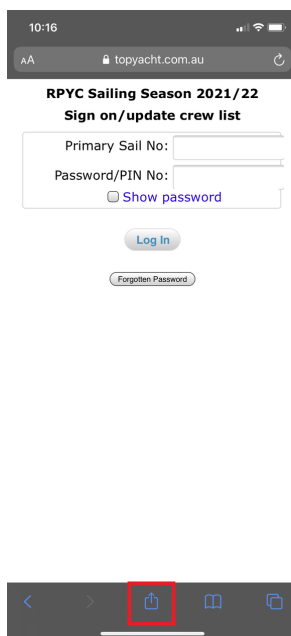 10:16
AA topyacht.com.au
RPYC Sailing Season 2021/22
Sign on/update crew list
Primary Sail No:
Password/PIN No:
Show password
Log In
Forgotten Password